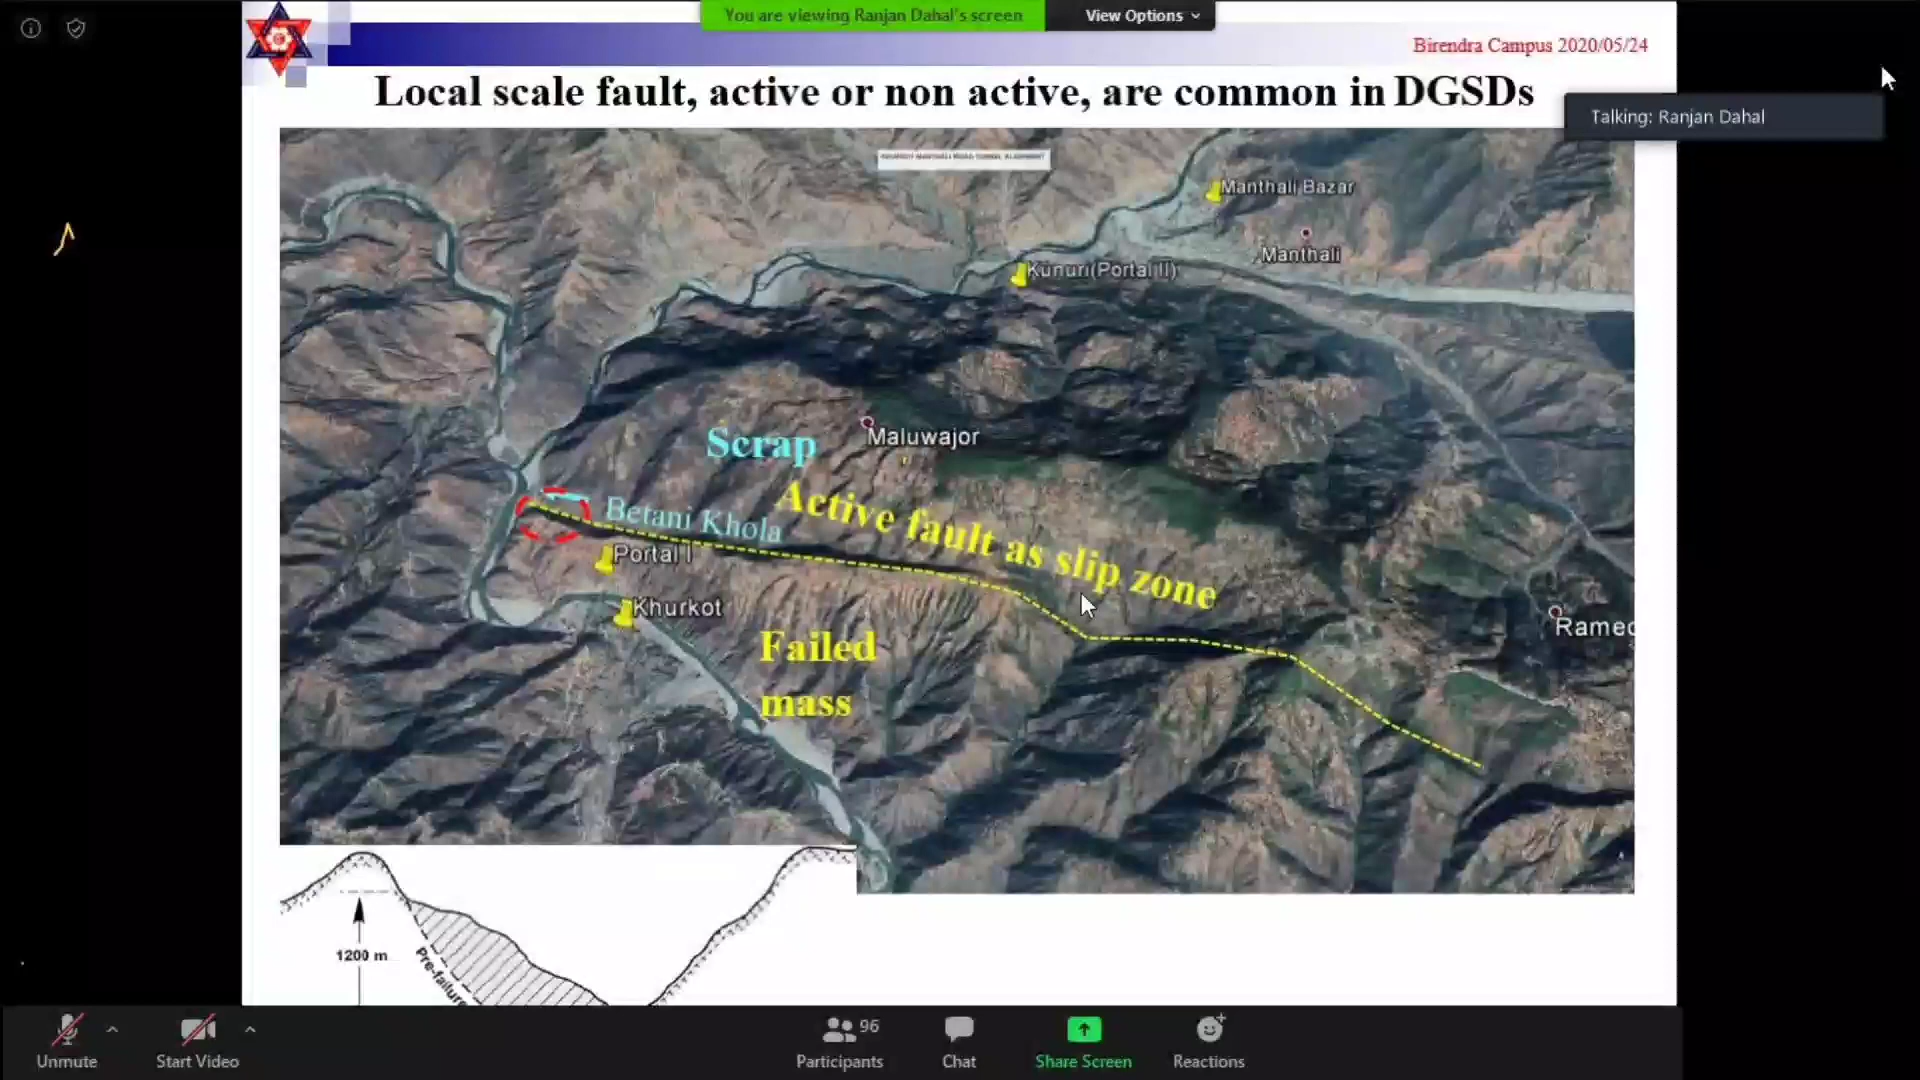 You are viewing Ranjan Dahal's screen
View Options
Birendra Campus 2020/05/24
Local scale fault, active or non active, are common in DGSDs
Talking: Ranjan Dahal
Manthali Bazar
Manthali
Kunuri(Portal II)
Maluwajor
Scrap
Active fault as slip zone
Betani Khola
Portal I
Khurkot
Failed
mass
1200 m
Pre-failure
Unmute
Start Video
96
Participants
Chat
Share Screen
Reactions